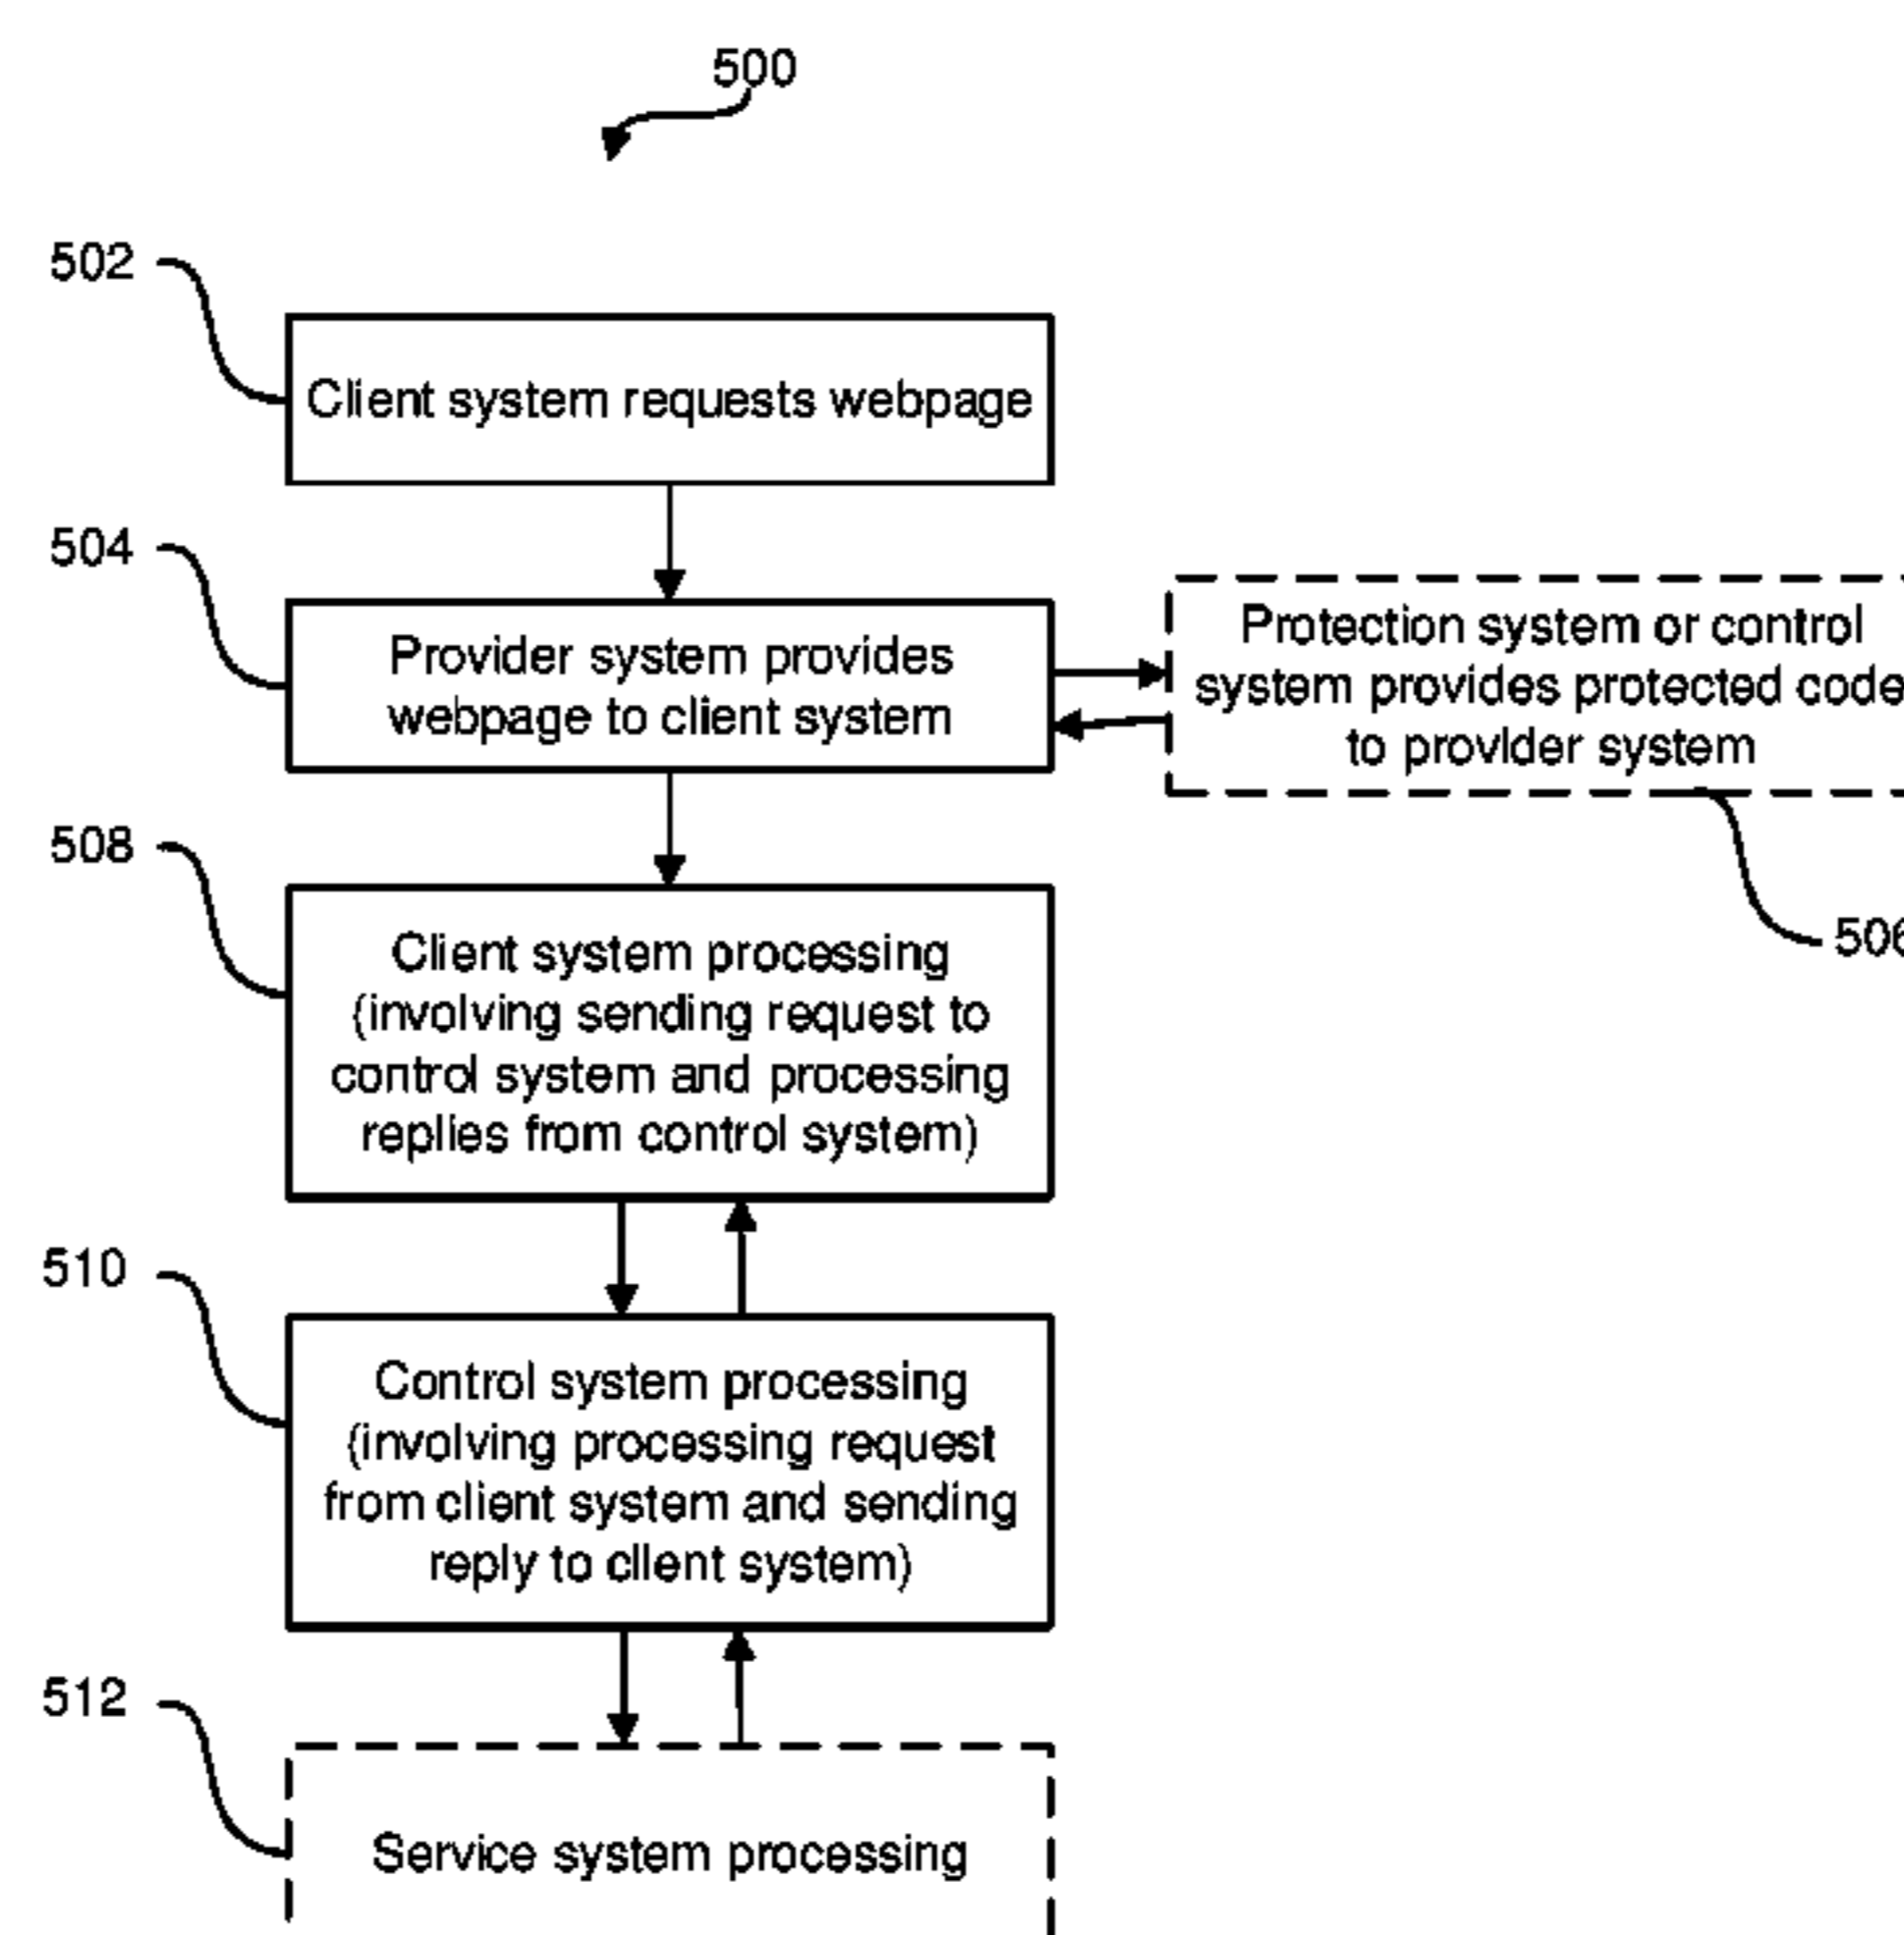 500
502
Client system requests webpage
504
Provider system provides
webpage to client system
Protection system or control
system provides protected code
to provider system
506
508
Client system processing
(involving sending request to
control system and processing
replies from control system)
510
Control system processing
(involving processing request
from client system and sending
reply to client system)
512
Service system processing